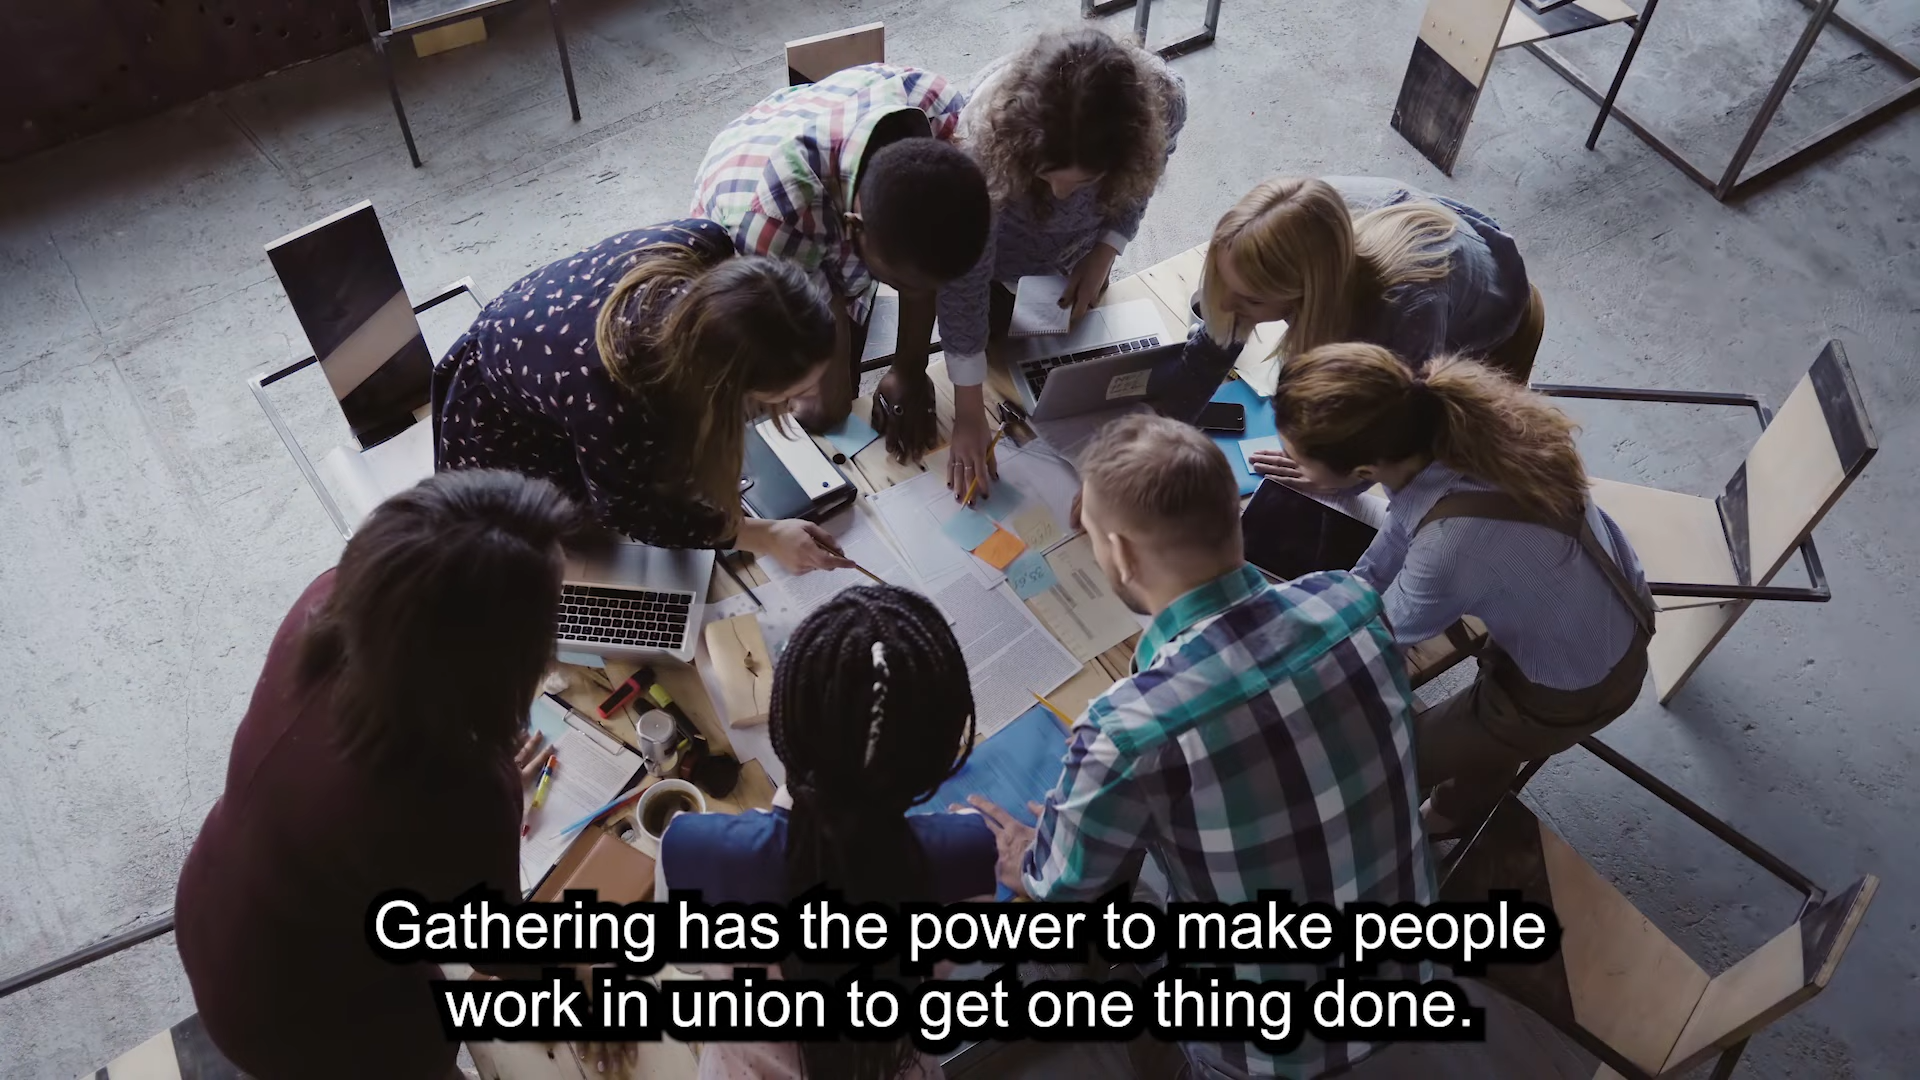 Gathering has the power to make people
work in union to get one thing done.